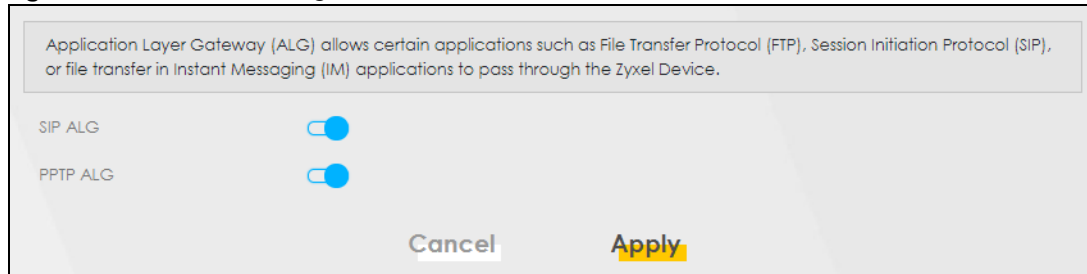 Application Layer Gateway (ALG) allows certain applications such as File Transfer Protocol (FTP), Session Initiation Protocol (SIP),
or file transfer in Instant Messaging (IM) applications to pass through the Zyxel Device.
SIP ALG
PPTP ALG
Cancel Apply